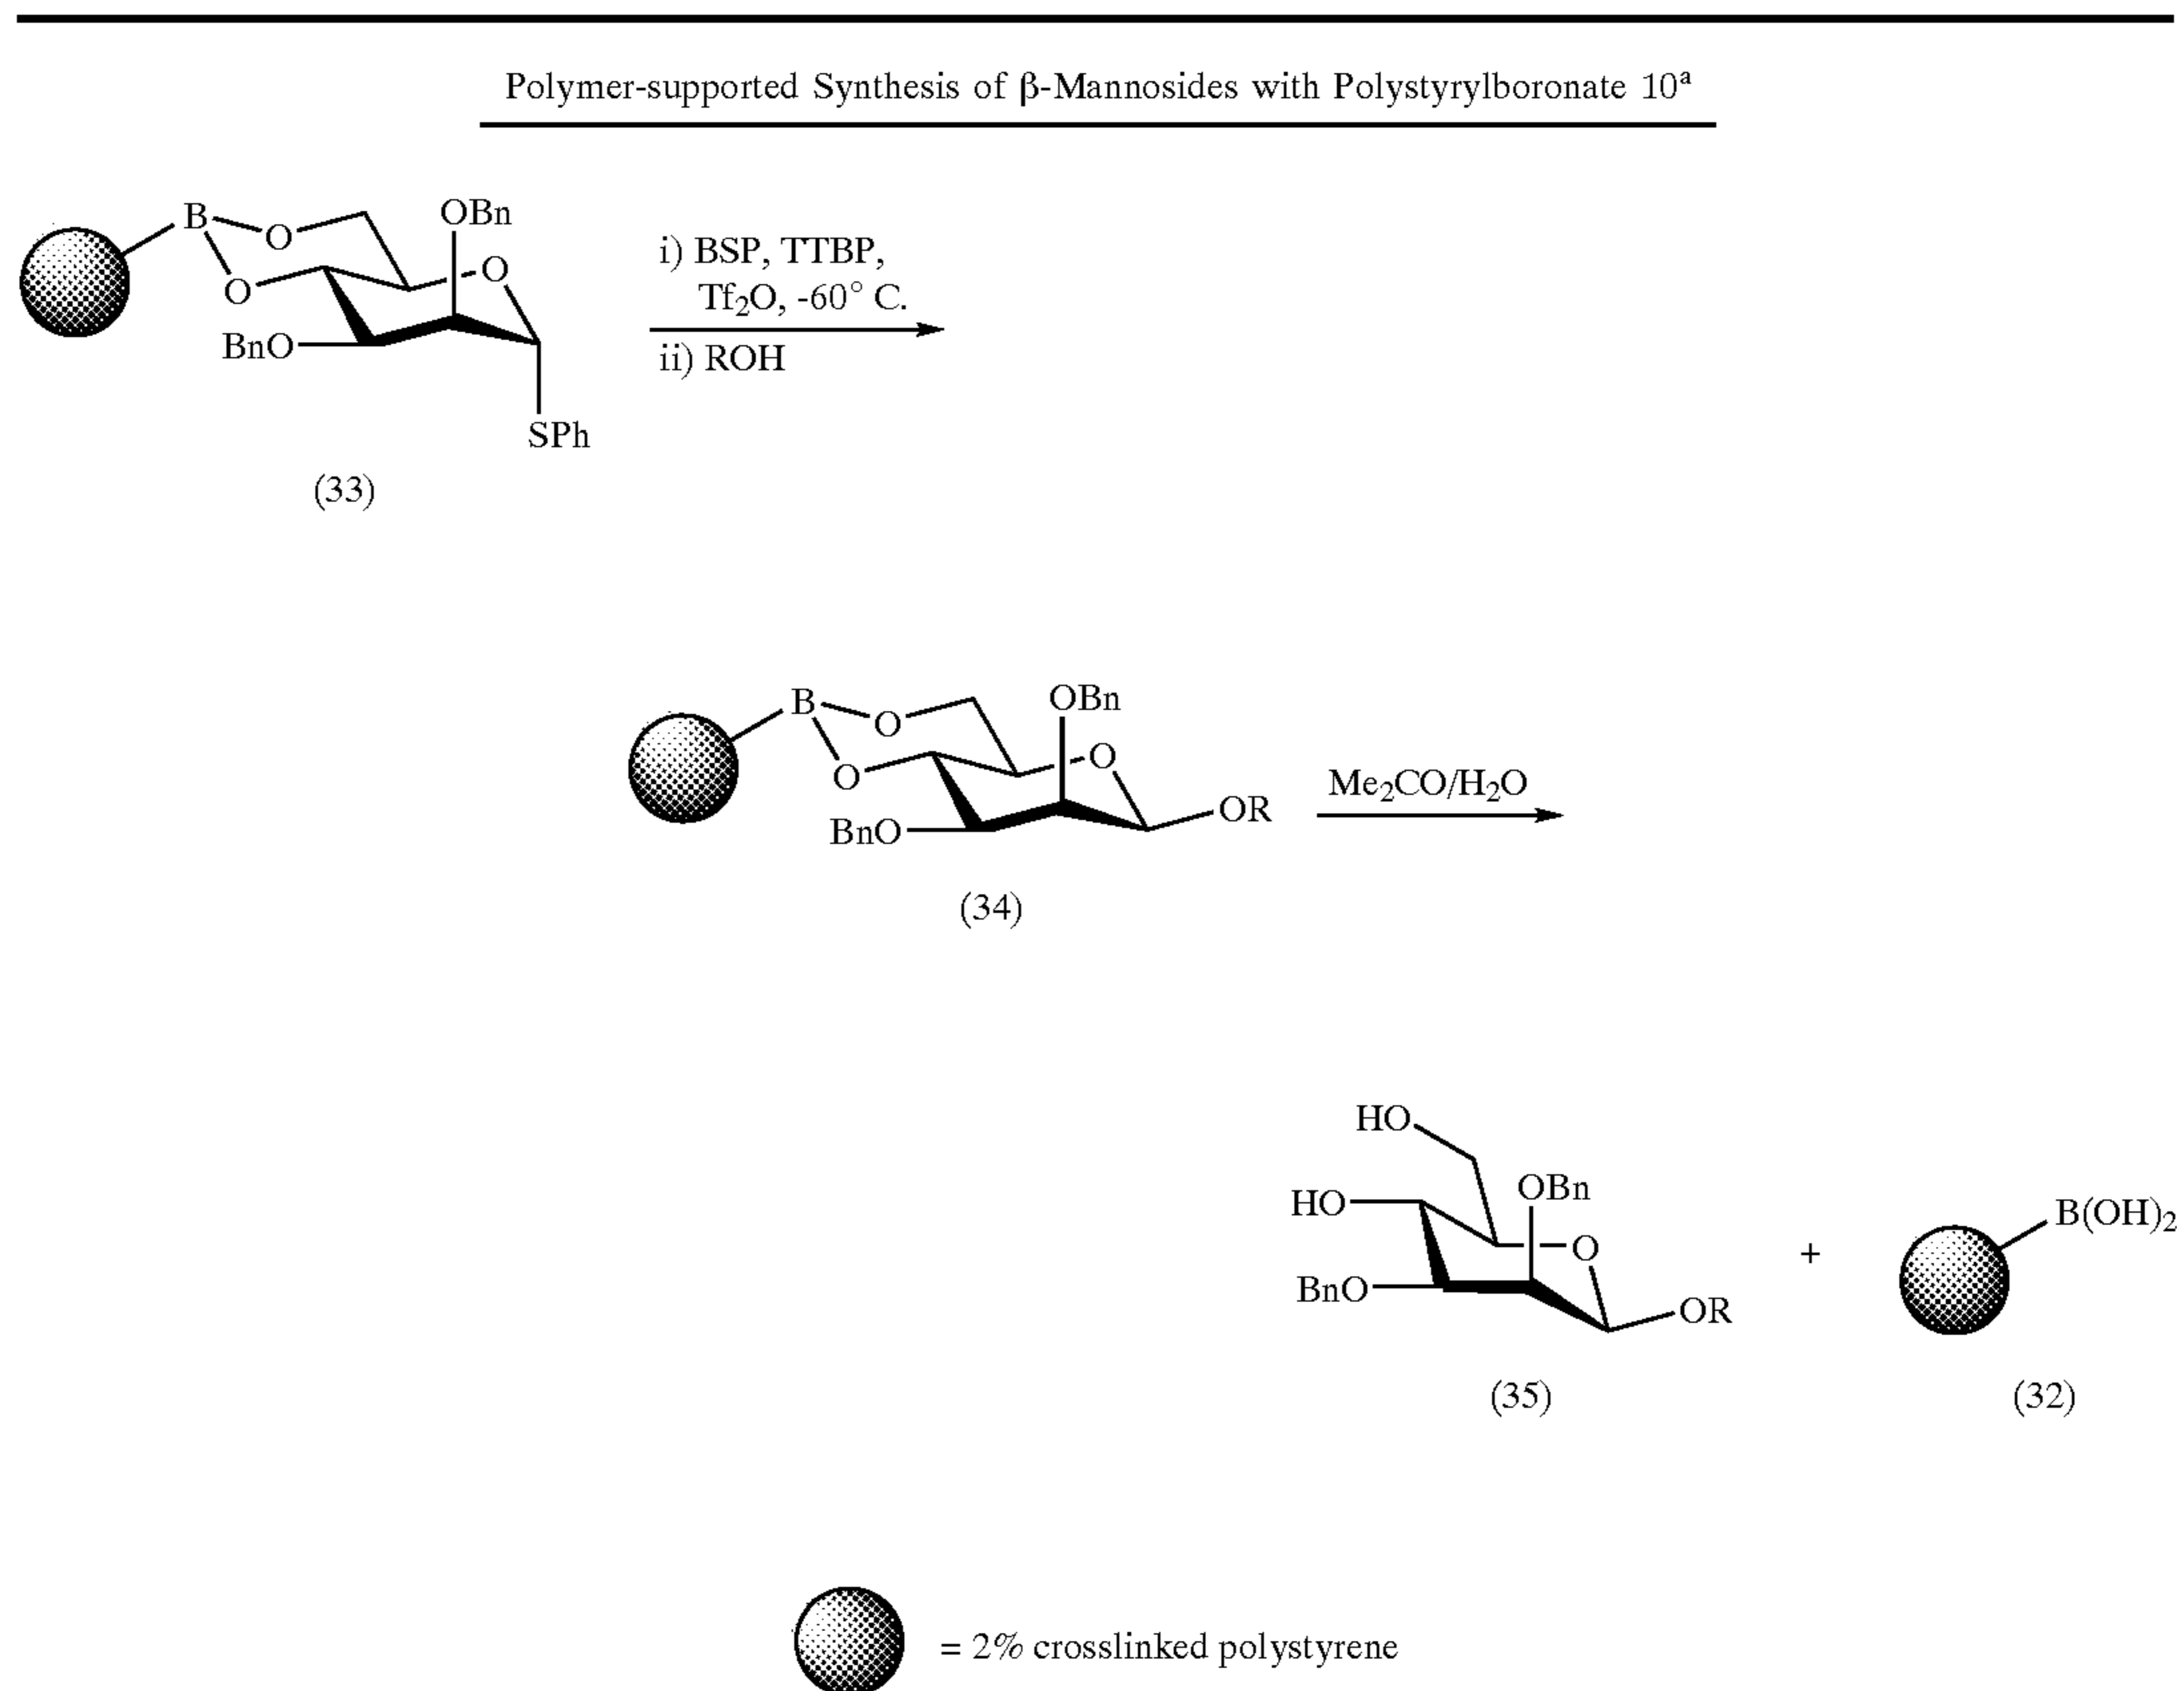 Polymer-supported Synthesis of β-Mannosides with Polystyrylboronate 10ᵃ
B
O
O
OBn
O
BnO
SPh
(33)
i) BSP, TTBP,
Tf₂O, -60° C.
ii) ROH
B
O
O
OBn
O
BnO
OR
(34)
Me₂CO/H₂O
HO
HO
OBn
O
BnO
OR
(35)
+
B(OH)₂
(32)
= 2% crosslinked polystyrene